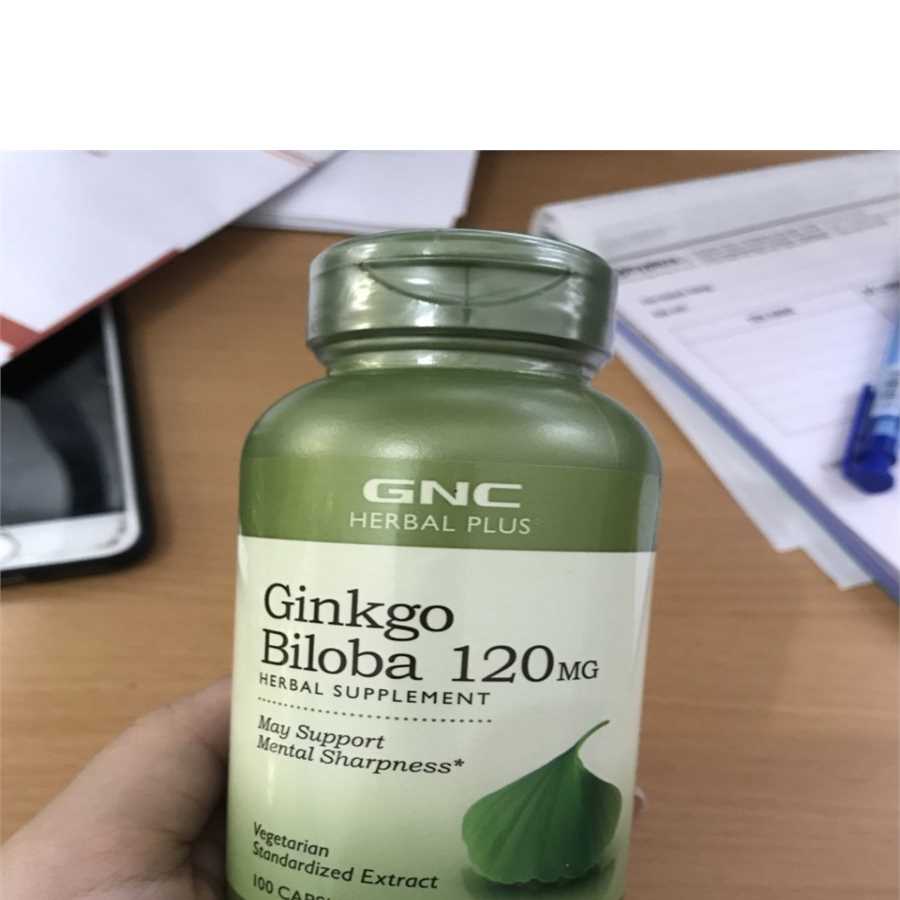 GNC
HERBAL PLUS
Ginkgo
Biloba 120MG
HERBAL SUPPLEMENT
May Support
Mental Sharpness*
Vegetarian
Standardized Extract
100